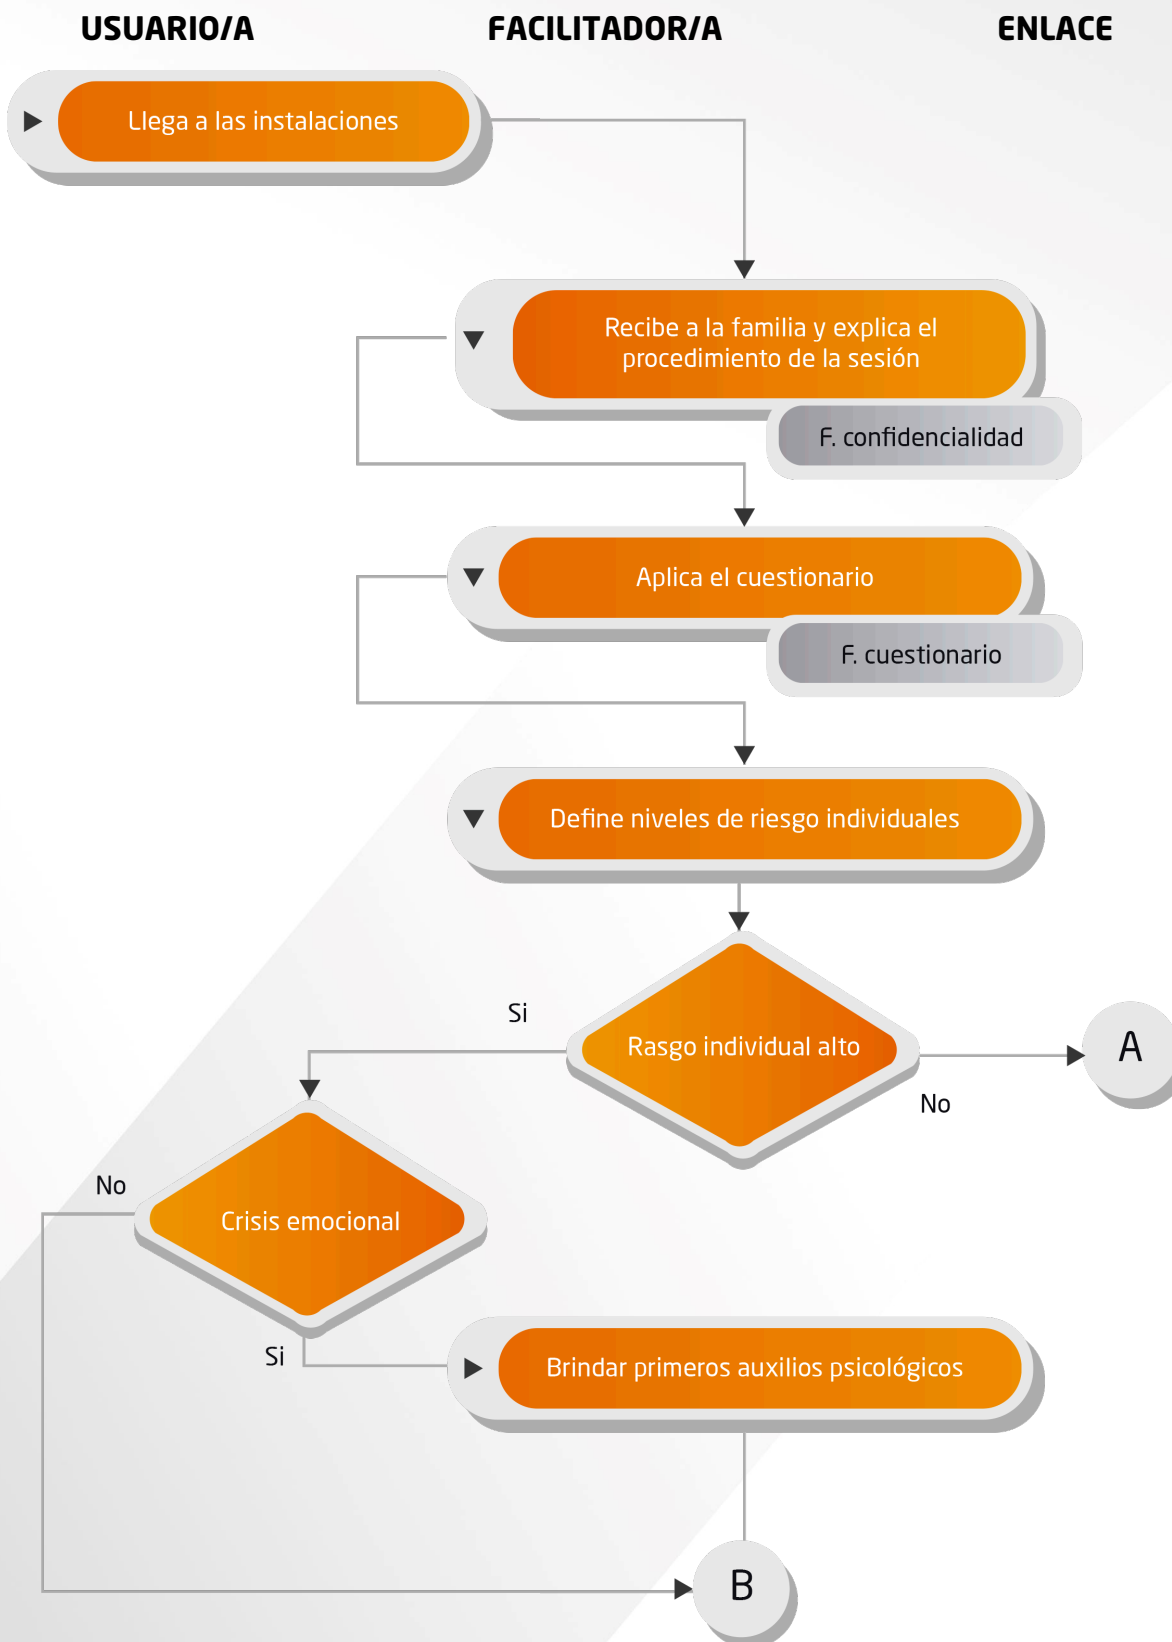 USUARIO/A
FACILITADOR/A
ENLACE
Llega a las instalaciones
Recibe a la familia y explica el
procedimiento de la sesión
F. confidencialidad
Aplica el cuestionario
F. cuestionario
Define niveles de riesgo individuales
Si
Rasgo individual alto
A
No
No
Crisis emocional
Si
Brindar primeros auxilios psicológicos
B